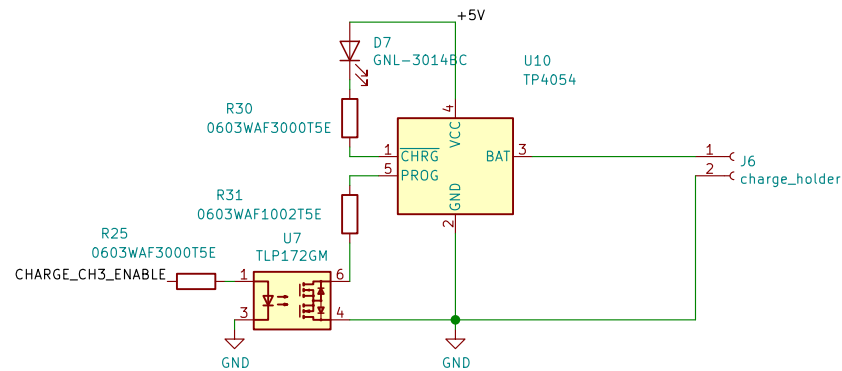 +5V
D7
GNL-3014BC
U10
TP4054
R30
0603WAF3000T5E
4
VCC
1
CHRG
BAT
3
1
J6
5
PROG
2
charge_holder
R31
0603WAF1002T5E
GND
2
R25
0603WAF3000T5E
U7
TLP172GM
CHARGE_CH3_ENABLE
1
6
3
4
GND
GND